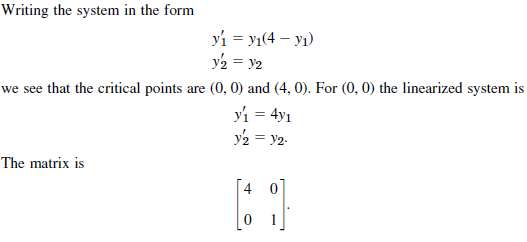 Writing the system in the form
y′₁ = y₁(4 − y₁)
y′₂ = y₂
we see that the critical points are (0, 0) and (4, 0). For (0, 0) the linearized system is
y′₁ = 4y₁
y′₂ = y₂.
The matrix is
[4 0]
[0 1].